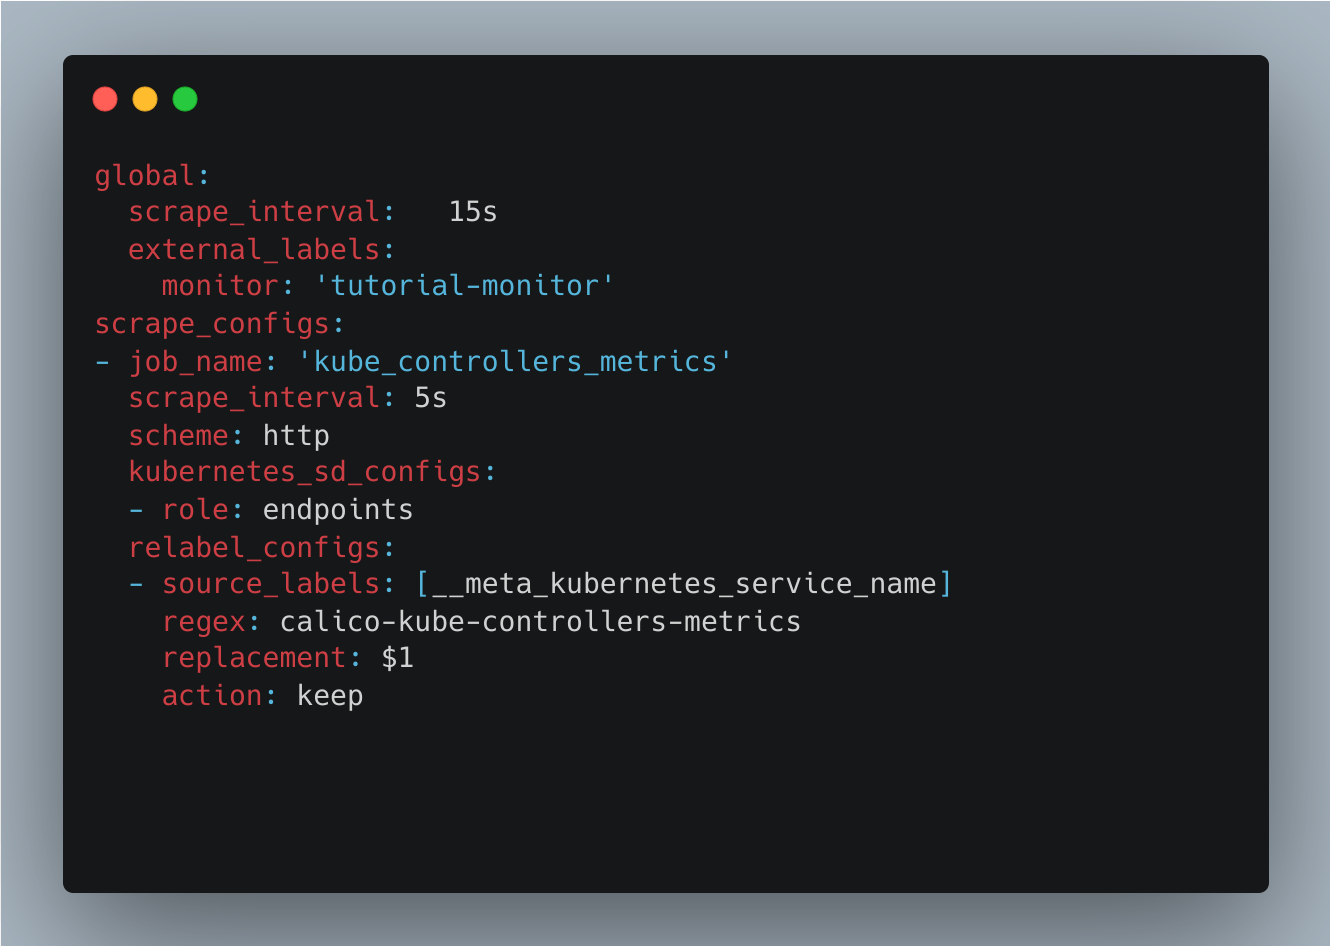 global:
  scrape_interval:   15s
  external_labels:
    monitor: 'tutorial-monitor'
scrape_configs:
- job_name: 'kube_controllers_metrics'
  scrape_interval: 5s
  scheme: http
  kubernetes_sd_configs:
  - role: endpoints
  relabel_configs:
  - source_labels: [__meta_kubernetes_service_name]
    regex: calico-kube-controllers-metrics
    replacement: $1
    action: keep